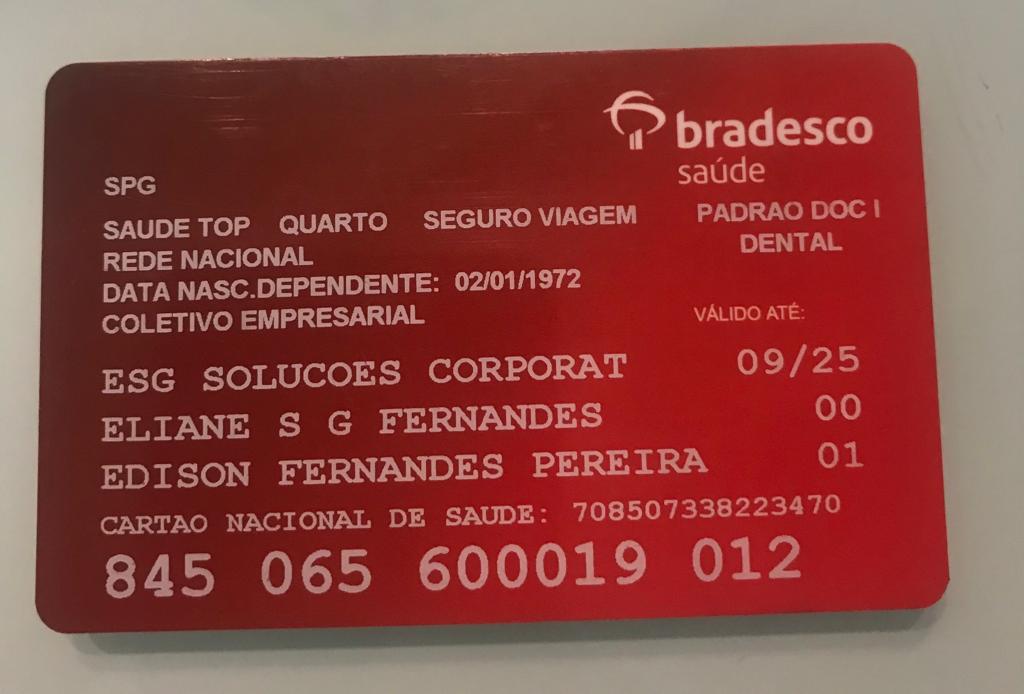 bradesco
saúde
SPG
SAUDE TOP QUARTO SEGURO VIAGEM PADRAO DOC I
REDE NACIONAL DENTAL
DATA NASC.DEPENDENTE: 02/01/1972
COLETIVO EMPRESARIAL VÁLIDO ATÉ:
ESG SOLUCOES CORPORAT 09/25
ELIANE S G FERNANDES 00
EDISON FERNANDES PEREIRA 01
CARTAO NACIONAL DE SAUDE: 708507338223470
845 065 600019 012